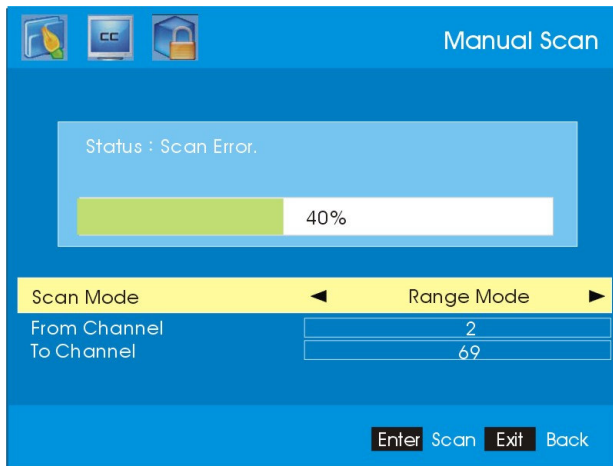 CC
Manual Scan
Status : Scan Error.
40%
Scan Mode ◄ Range Mode ►
From Channel 2
To Channel 69
Enter Scan Exit Back